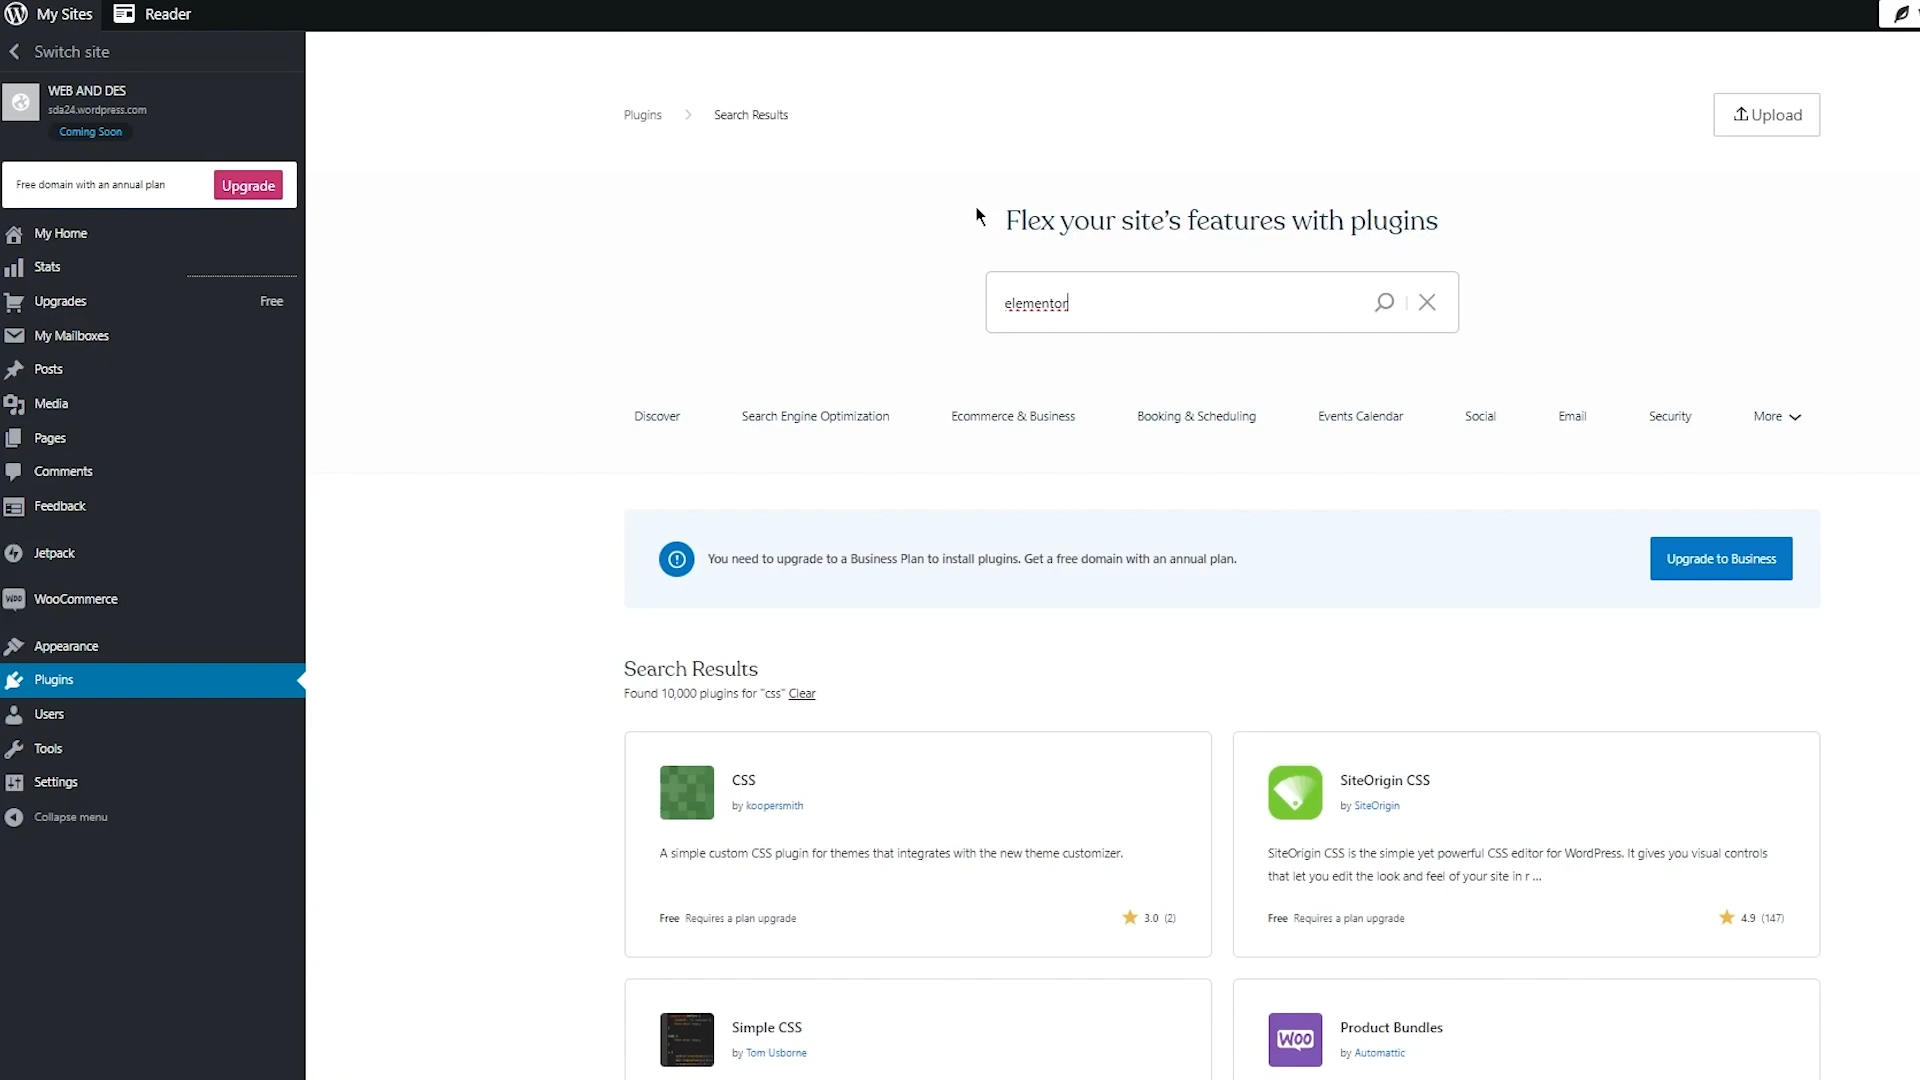 My Sites
Reader
Switch site
WEB AND DES
sda24.wordpress.com
Coming Soon
Free domain with an annual plan
Upgrade
My Home
Stats
Upgrades
Free
My Mailboxes
Posts
Media
Pages
Comments
Feedback
Jetpack
WooCommerce
Appearance
Plugins
Users
Tools
Settings
Collapse menu
Plugins
Search Results
Upload
Flex your site's features with plugins
elementor
Discover
Search Engine Optimization
Ecommerce & Business
Booking & Scheduling
Events Calendar
Social
Email
Security
More
You need to upgrade to a Business Plan to install plugins. Get a free domain with an annual plan.
Upgrade to Business
Search Results
Found 10,000 plugins for "css" Clear
CSS
by koopersmith
A simple custom CSS plugin for themes that integrates with the new theme customizer.
Free Requires a plan upgrade
3.0 (2)
SiteOrigin CSS
by SiteOrigin
SiteOrigin CSS is the simple yet powerful CSS editor for WordPress. It gives you visual controls
that let you edit the look and feel of your site in r ...
Free Requires a plan upgrade
4.9 (147)
Simple CSS
by Tom Usborne
WOO
Product Bundles
by Automattic